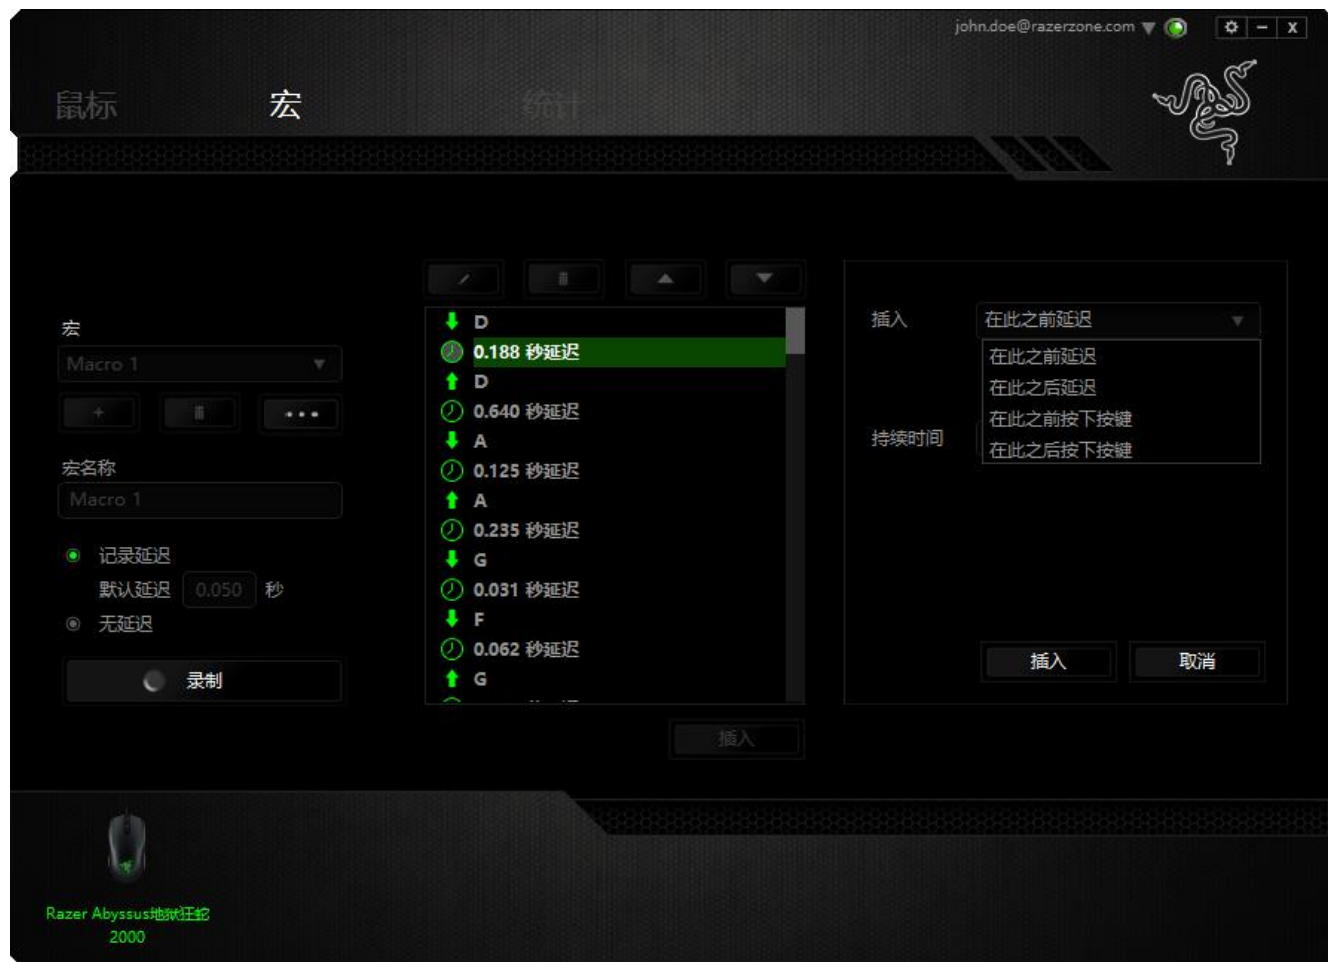 john.doe@razerzone.com
鼠标 宏 统计
宏
Macro 1
宏名称
Macro 1
记录延迟
默认延迟 0.050 秒
无延迟
录制
D
0.188 秒延迟
D
0.640 秒延迟
A
0.125 秒延迟
A
0.235 秒延迟
G
0.031 秒延迟
F
0.062 秒延迟
G
插入
插入 在此之前延迟
在此之前延迟
在此之后延迟
在此之前按下按键
在此之后按下按键
持续时间
插入 取消
Razer Abyssus地狱狂蛇
2000